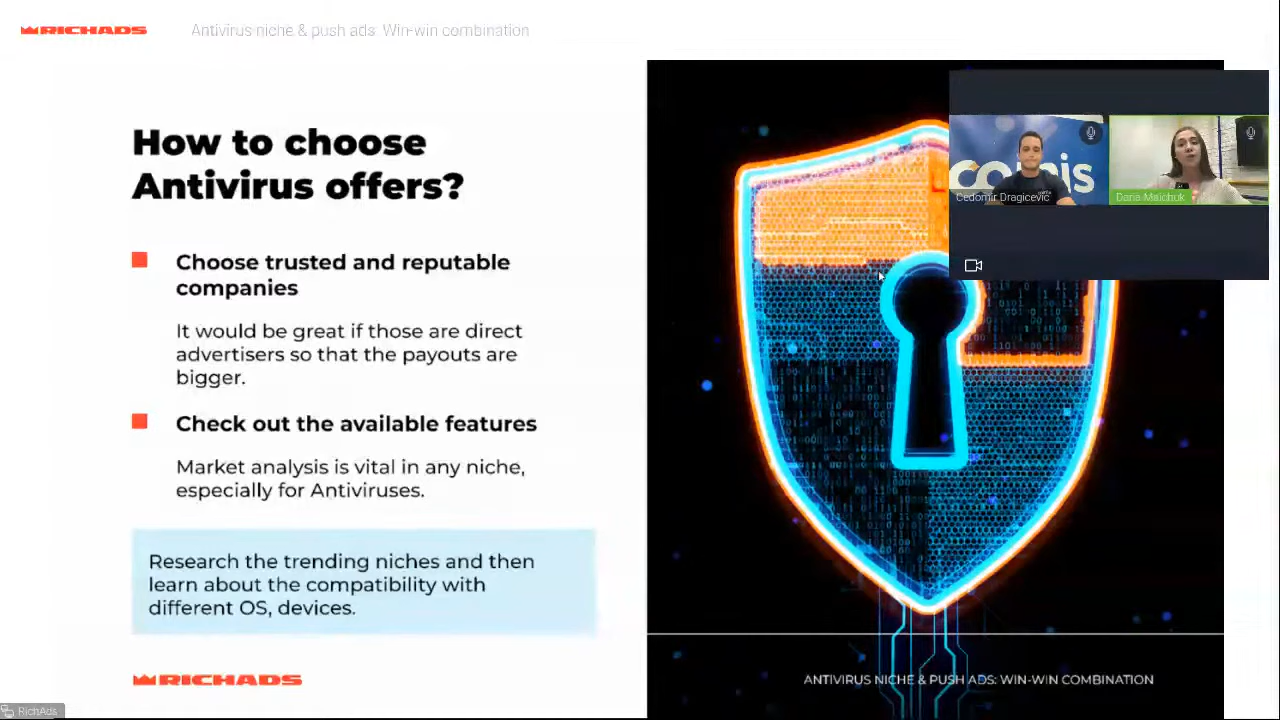 RICHADS
Antivirus niche & push ads: Win-win combination
How to choose
Antivirus offers?
Choose trusted and reputable
companies
It would be great if those are direct
advertisers so that the payouts are
bigger.
Check out the available features
Market analysis is vital in any niche,
especially for Antiviruses.
Research the trending niches and then
learn about the compatibility with
different OS, devices.
RICHADS
Cedomir Dragicevic
Daria Maichuk
ANTIVIRUS NICHE & PUSH ADS: WIN-WIN COMBINATION
RichAds